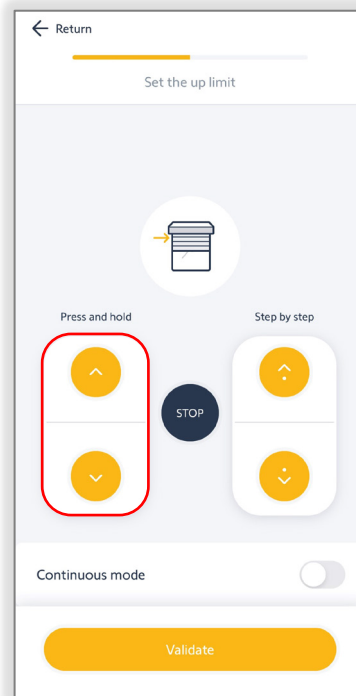 Return
Set the up limit
Press and hold
Step by step
STOP
Continuous mode
Validate